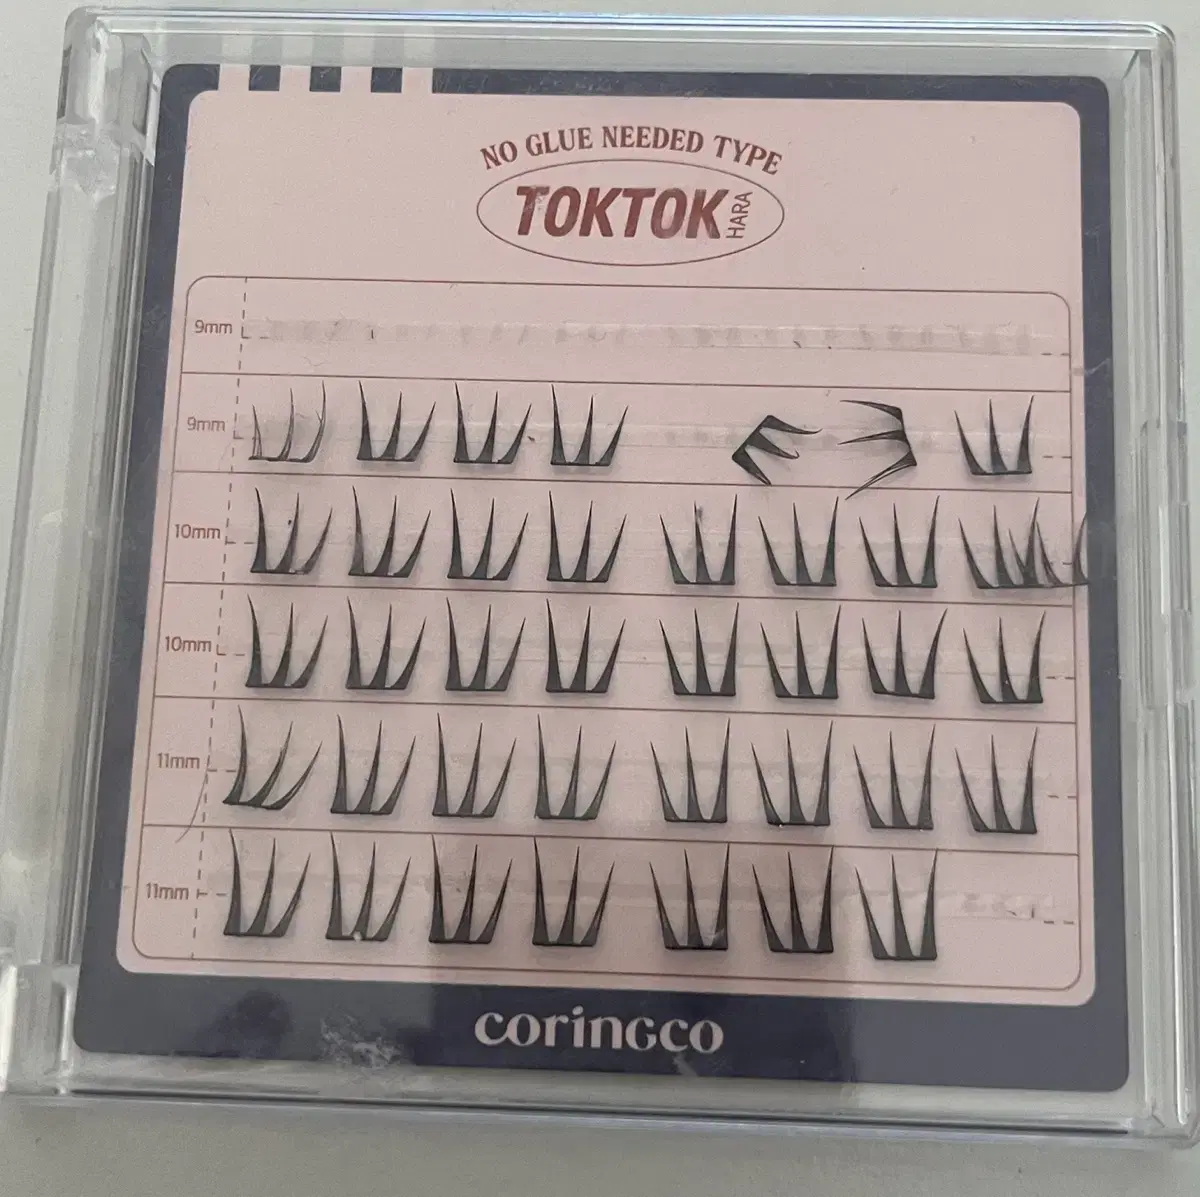 NO GLUE NEEDED TYPE
TOKTOK HARA
9mm
9mm
10mm
10mm
11mm
11mm
coringco